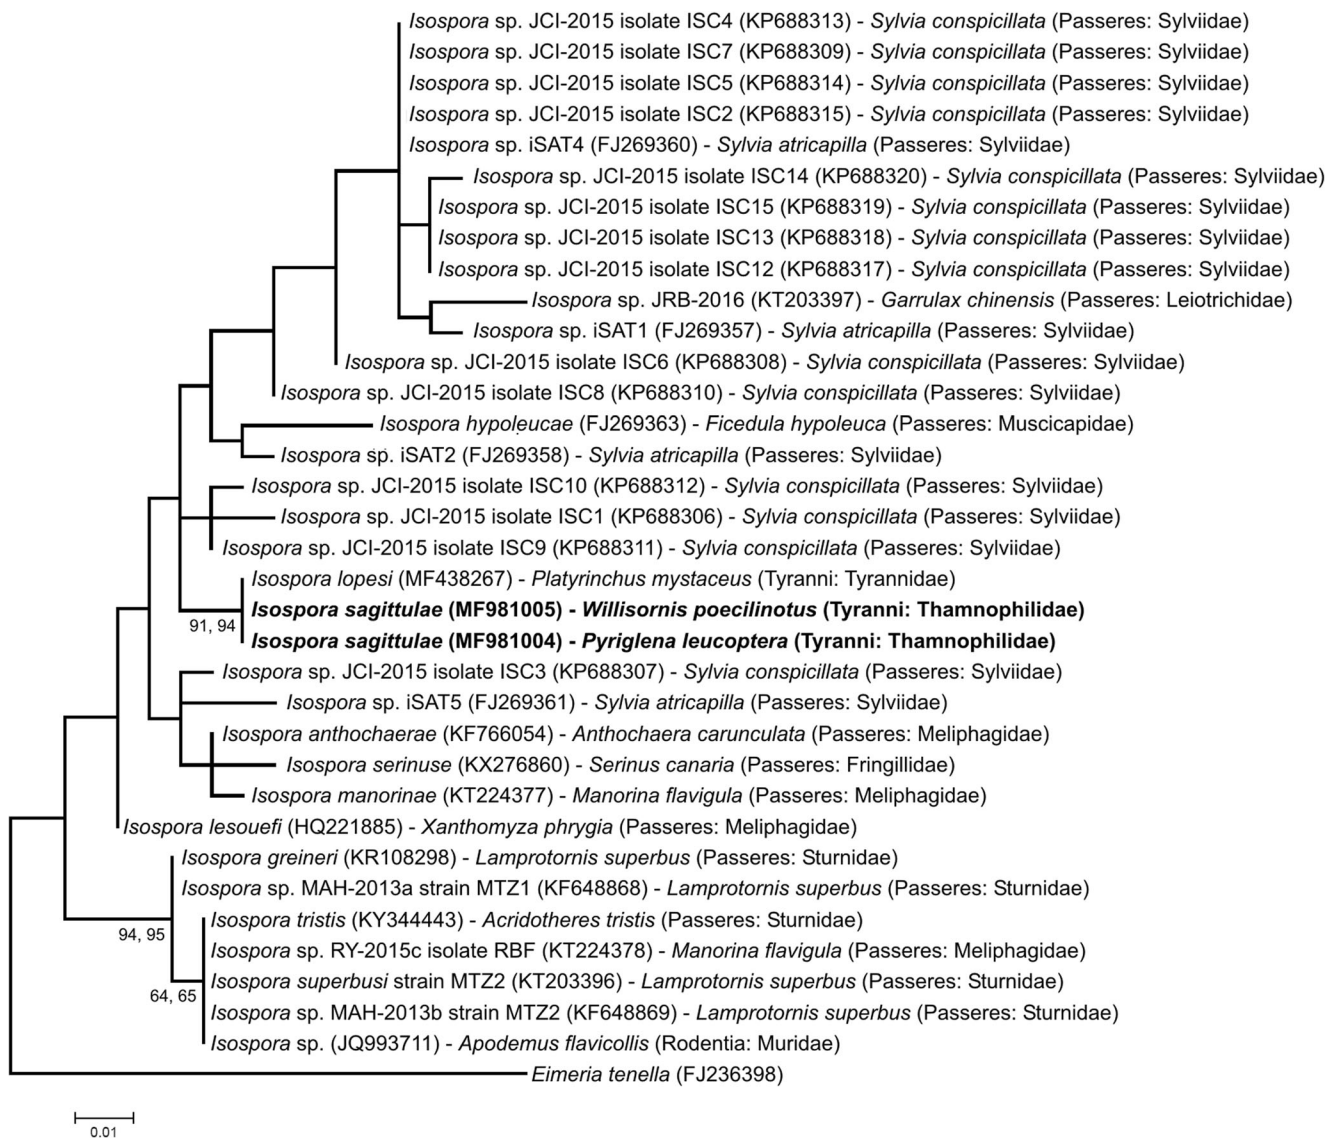 Isospora sp. JCI-2015 isolate ISC4 (KP688313) - Sylvia conspicillata (Passeres: Sylviidae)
Isospora sp. JCI-2015 isolate ISC7 (KP688309) - Sylvia conspicillata (Passeres: Sylviidae)
Isospora sp. JCI-2015 isolate ISC5 (KP688314) - Sylvia conspicillata (Passeres: Sylviidae)
Isospora sp. JCI-2015 isolate ISC2 (KP688315) - Sylvia conspicillata (Passeres: Sylviidae)
Isospora sp. iSAT4 (FJ269360) - Sylvia atricapilla (Passeres: Sylviidae)
Isospora sp. JCI-2015 isolate ISC14 (KP688320) - Sylvia conspicillata (Passeres: Sylviidae)
Isospora sp. JCI-2015 isolate ISC15 (KP688319) - Sylvia conspicillata (Passeres: Sylviidae)
Isospora sp. JCI-2015 isolate ISC13 (KP688318) - Sylvia conspicillata (Passeres: Sylviidae)
Isospora sp. JCI-2015 isolate ISC12 (KP688317) - Sylvia conspicillata (Passeres: Sylviidae)
Isospora sp. JRB-2016 (KT203397) - Garrulax chinensis (Passeres: Leiotrichidae)
Isospora sp. iSAT1 (FJ269357) - Sylvia atricapilla (Passeres: Sylviidae)
Isospora sp. JCI-2015 isolate ISC6 (KP688308) - Sylvia conspicillata (Passeres: Sylviidae)
Isospora sp. JCI-2015 isolate ISC8 (KP688310) - Sylvia conspicillata (Passeres: Sylviidae)
Isospora hypoleucae (FJ269363) - Ficedula hypoleuca (Passeres: Muscicapidae)
Isospora sp. iSAT2 (FJ269358) - Sylvia atricapilla (Passeres: Sylviidae)
Isospora sp. JCI-2015 isolate ISC10 (KP688312) - Sylvia conspicillata (Passeres: Sylviidae)
Isospora sp. JCI-2015 isolate ISC1 (KP688306) - Sylvia conspicillata (Passeres: Sylviidae)
Isospora sp. JCI-2015 isolate ISC9 (KP688311) - Sylvia conspicillata (Passeres: Sylviidae)
Isospora lopesi (MF438267) - Platyrinchus mystaceus (Tyranni: Tyrannidae)
Isospora sagittulae (MF981005) - Willisornis poecilinotus (Tyranni: Thamnophilidae)
91, 94
Isospora sagittulae (MF981004) - Pyriglena leucoptera (Tyranni: Thamnophilidae)
Isospora sp. JCI-2015 isolate ISC3 (KP688307) - Sylvia conspicillata (Passeres: Sylviidae)
Isospora sp. iSAT5 (FJ269361) - Sylvia atricapilla (Passeres: Sylviidae)
Isospora anthochaerae (KF766054) - Anthochaera carunculata (Passeres: Meliphagidae)
Isospora serinuse (KX276860) - Serinus canaria (Passeres: Fringillidae)
Isospora manorinae (KT224377) - Manorina flavigula (Passeres: Meliphagidae)
Isospora lesouefi (HQ221885) - Xanthomyza phrygia (Passeres: Meliphagidae)
Isospora greineri (KR108298) - Lamprotornis superbus (Passeres: Sturnidae)
Isospora sp. MAH-2013a strain MTZ1 (KF648868) - Lamprotornis superbus (Passeres: Sturnidae)
Isospora tristis (KY344443) - Acridotheres tristis (Passeres: Sturnidae)
94, 95
Isospora sp. RY-2015c isolate RBF (KT224378) - Manorina flavigula (Passeres: Meliphagidae)
Isospora superbusi strain MTZ2 (KT203396) - Lamprotornis superbus (Passeres: Sturnidae)
64, 65
Isospora sp. MAH-2013b strain MTZ2 (KF648869) - Lamprotornis superbus (Passeres: Sturnidae)
Isospora sp. (JQ993711) - Apodemus flavicollis (Rodentia: Muridae)
Eimeria tenella (FJ236398)
0.01